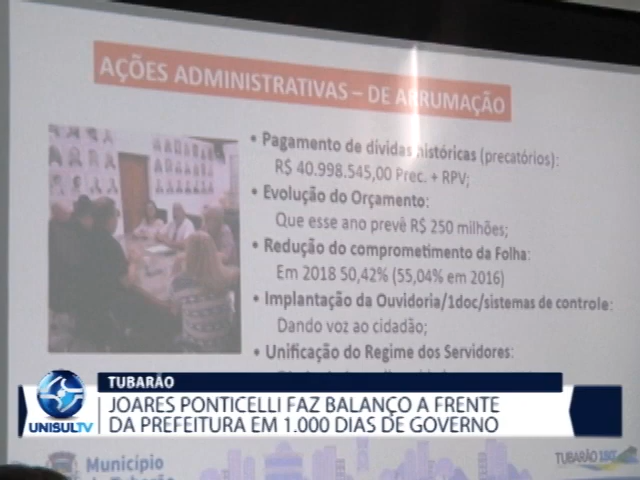 AÇÕES ADMINISTRATIVAS – DE ARRUMAÇÃO
• Pagamento de dívidas históricas (precatórios):
R$ 40.998.545,00 Prec. + RPV;
• Evolução do Orçamento:
Que esse ano prevê R$ 250 milhões;
• Redução do comprometimento da Folha:
Em 2018 50,42% (55,04% em 2016)
• Implantação da Ouvidoria/1doc/sistemas de controle:
Dando voz ao cidadão;
• Unificação do Regime dos Servidores:
TUBARÃO
JOARES PONTICELLI FAZ BALANÇO A FRENTE
DA PREFEITURA EM 1.000 DIAS DE GOVERNO
UNISULTV
Município
TUBARÃO